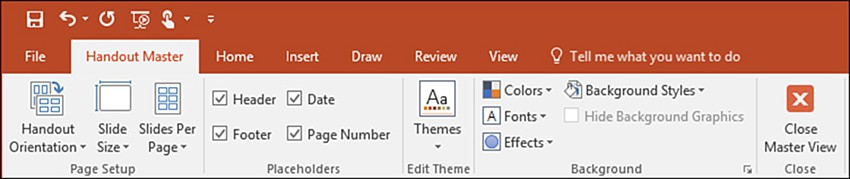 File Handout Master Home Insert Draw Review View Tell me what you want to do
Handout
Orientation
Slide
Size
Slides Per
Page
Page Setup
Header
Date
Footer
Page Number
Placeholders
Aa
Themes
Edit Theme
Colors
Background Styles
A Fonts
Hide Background Graphics
Effects
Background
Close
Master View
Close